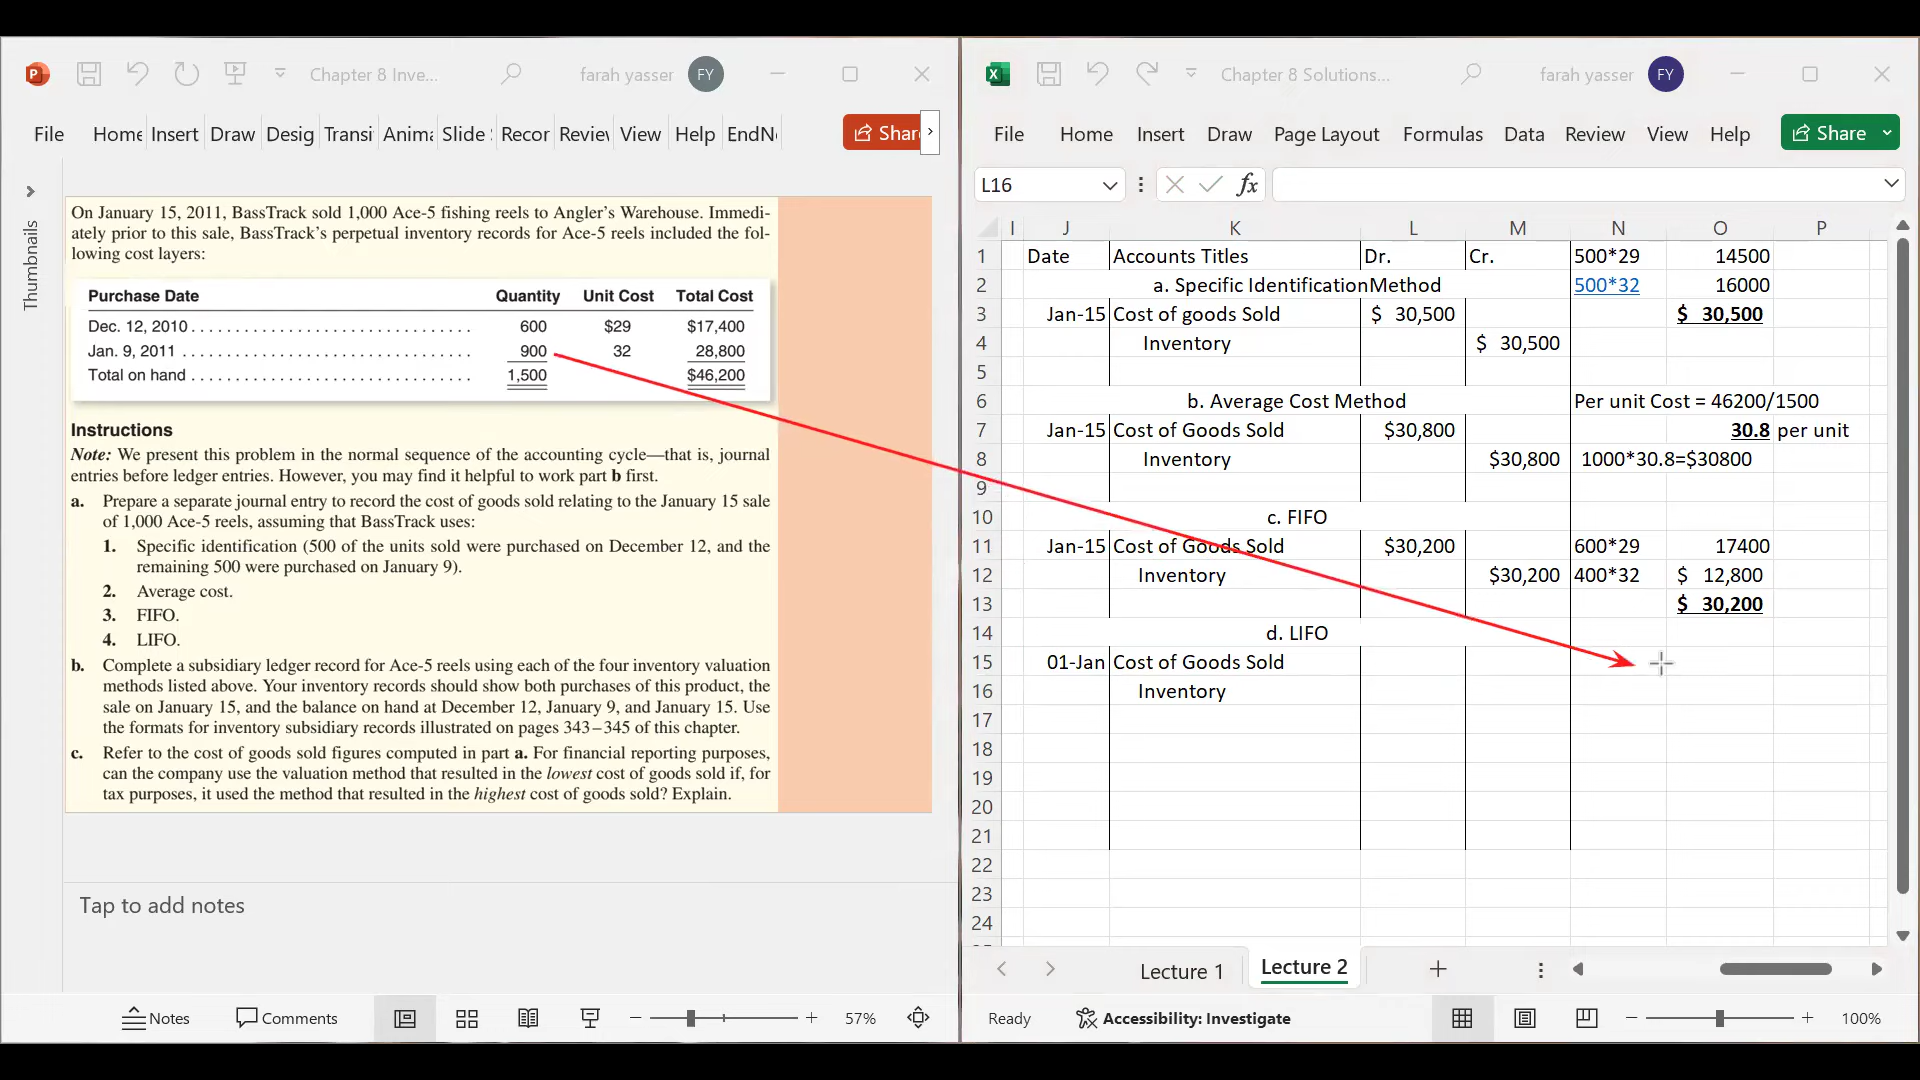 Chapter 8 Inve...
farah yasser
FY
File Home Insert Draw Desig Transi Anima Slide Recor Review View Help EndN Shar
Thumbnails
On January 15, 2011, BassTrack sold 1,000 Ace-5 fishing reels to Angler's Warehouse. Immedi-
ately prior to this sale, BassTrack's perpetual inventory records for Ace-5 reels included the fol-
lowing cost layers:
Purchase Date Quantity Unit Cost Total Cost
Dec. 12, 2010 600 $29 $17,400
Jan. 9, 2011 900 32 28,800
Total on hand 1,500 $46,200
Instructions
Note: We present this problem in the normal sequence of the accounting cycle—that is, journal
entries before ledger entries. However, you may find it helpful to work part b first.
a. Prepare a separate journal entry to record the cost of goods sold relating to the January 15 sale
of 1,000 Ace-5 reels, assuming that BassTrack uses:
1. Specific identification (500 of the units sold were purchased on December 12, and the
remaining 500 were purchased on January 9).
2. Average cost.
3. FIFO.
4. LIFO.
b. Complete a subsidiary ledger record for Ace-5 reels using each of the four inventory valuation
methods listed above. Your inventory records should show both purchases of this product, the
sale on January 15, and the balance on hand at December 12, January 9, and January 15. Use
the formats for inventory subsidiary records illustrated on pages 343–345 of this chapter.
c. Refer to the cost of goods sold figures computed in part a. For financial reporting purposes,
can the company use the valuation method that resulted in the lowest cost of goods sold if, for
tax purposes, it used the method that resulted in the highest cost of goods sold? Explain.
Tap to add notes
Notes Comments 57%
Chapter 8 Solutions...
farah yasser
FY
File Home Insert Draw Page Layout Formulas Data Review View Help Share
L16 fx
I J K L M N O P
1 Date Accounts Titles Dr. Cr. 500*29 14500
2 a. Specific IdentificationMethod 500*32 16000
3 Jan-15 Cost of goods Sold $ 30,500 $ 30,500
4 Inventory $ 30,500
5
6 b. Average Cost Method Per unit Cost = 46200/1500
7 Jan-15 Cost of Goods Sold $30,800 30.8 per unit
8 Inventory $30,800 1000*30.8=$30800
9
10 c. FIFO
11 Jan-15 Cost of Goods Sold $30,200 600*29 17400
12 Inventory $30,200 400*32 $ 12,800
13 $ 30,200
14 d. LIFO
15 01-Jan Cost of Goods Sold
16 Inventory
17
18
19
20
21
22
23
24
Lecture 1 Lecture 2
Ready Accessibility: Investigate 100%